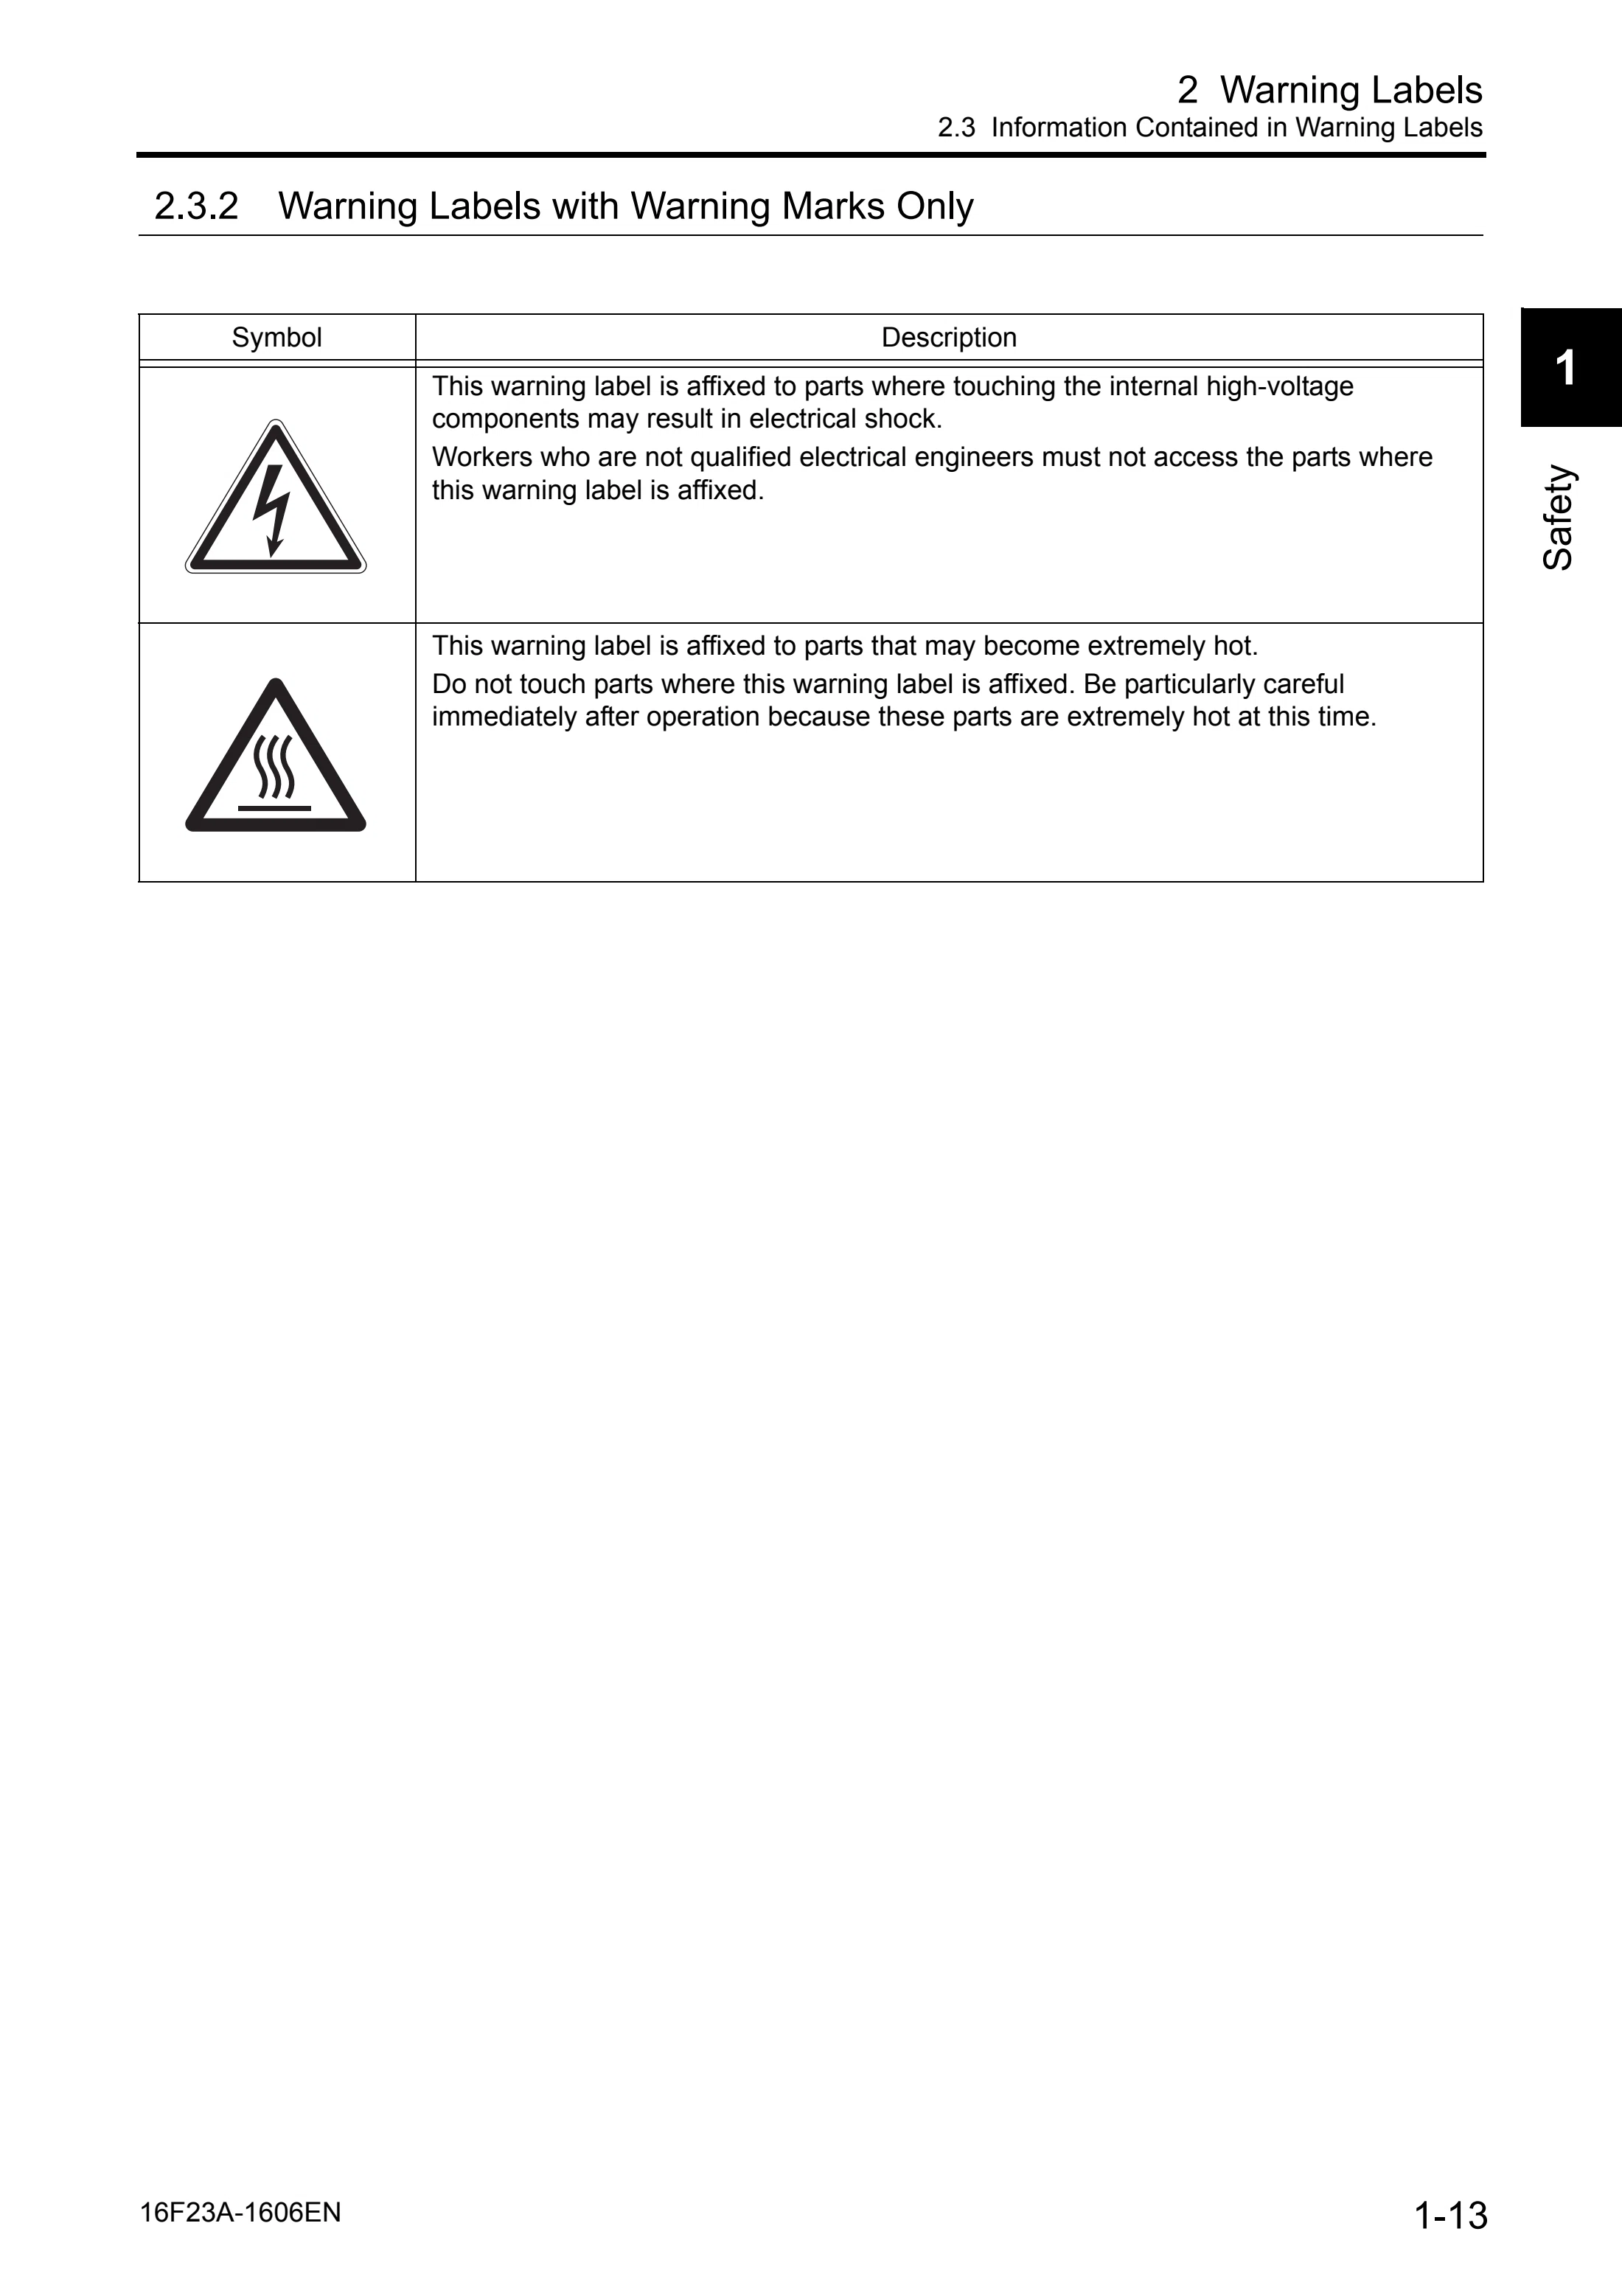 2 Warning Labels
2.3 Information Contained in Warning Labels
2.3.2 Warning Labels with Warning Marks Only
Symbol Description
This warning label is affixed to parts where touching the internal high-voltage
components may result in electrical shock.
Workers who are not qualified electrical engineers must not access the parts where
this warning label is affixed.
This warning label is affixed to parts that may become extremely hot.
Do not touch parts where this warning label is affixed. Be particularly careful
immediately after operation because these parts are extremely hot at this time.
1
Safety
16F23A-1606EN
1-13